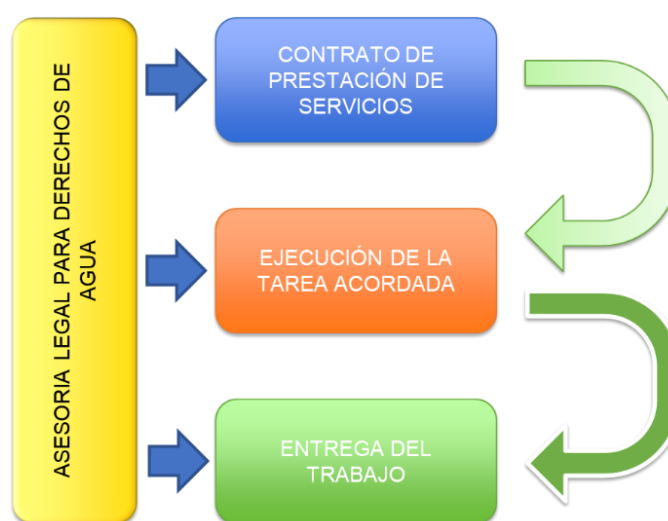 ASESORIA LEGAL PARA DERECHOS DE
AGUA
CONTRATO DE
PRESTACIÓN DE
SERVICIOS
EJECUCIÓN DE LA
TAREA ACORDADA
ENTREGA DEL
TRABAJO